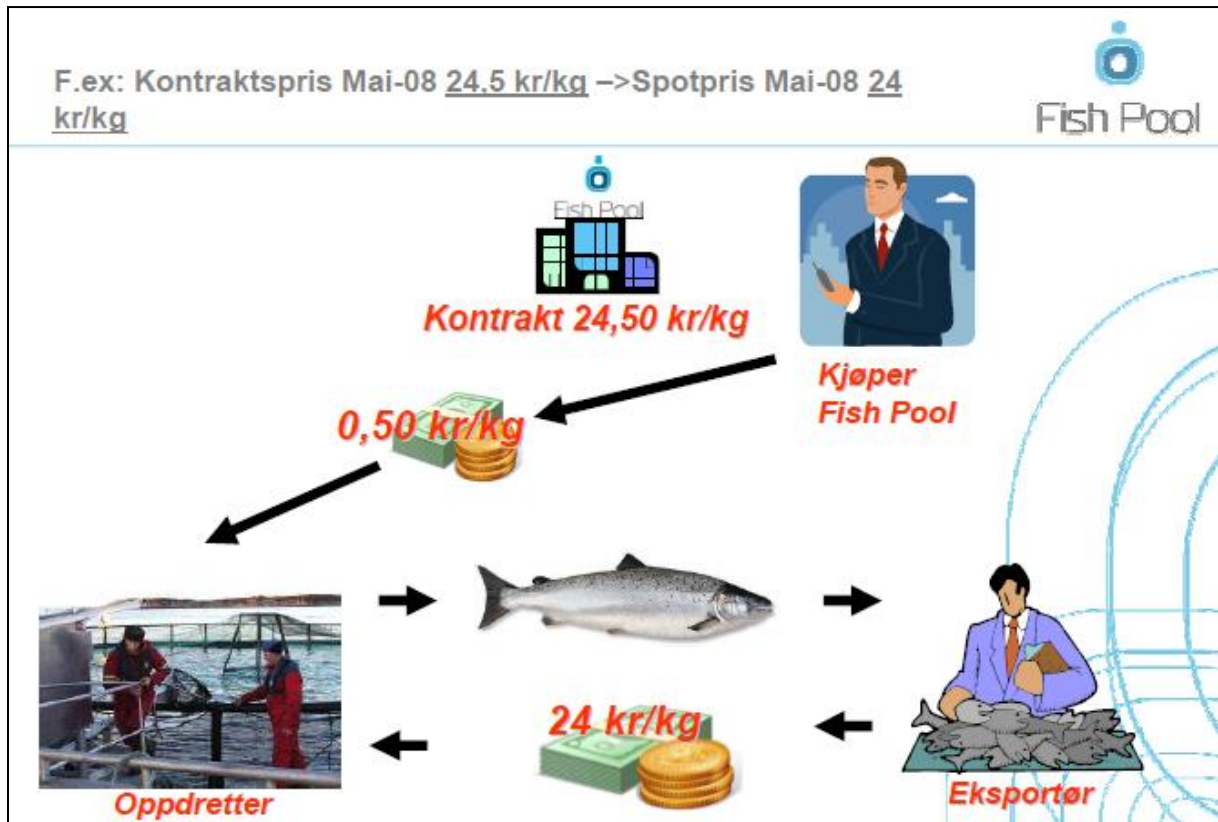 F.ex: Kontraktspris Mai-08 24,5 kr/kg –>Spotpris Mai-08 24
kr/kg
Fish Pool
Fish Pool
Kontrakt 24,50 kr/kg
Kjøper
Fish Pool
0,50 kr/kg
24 kr/kg
Oppdretter
Eksportør